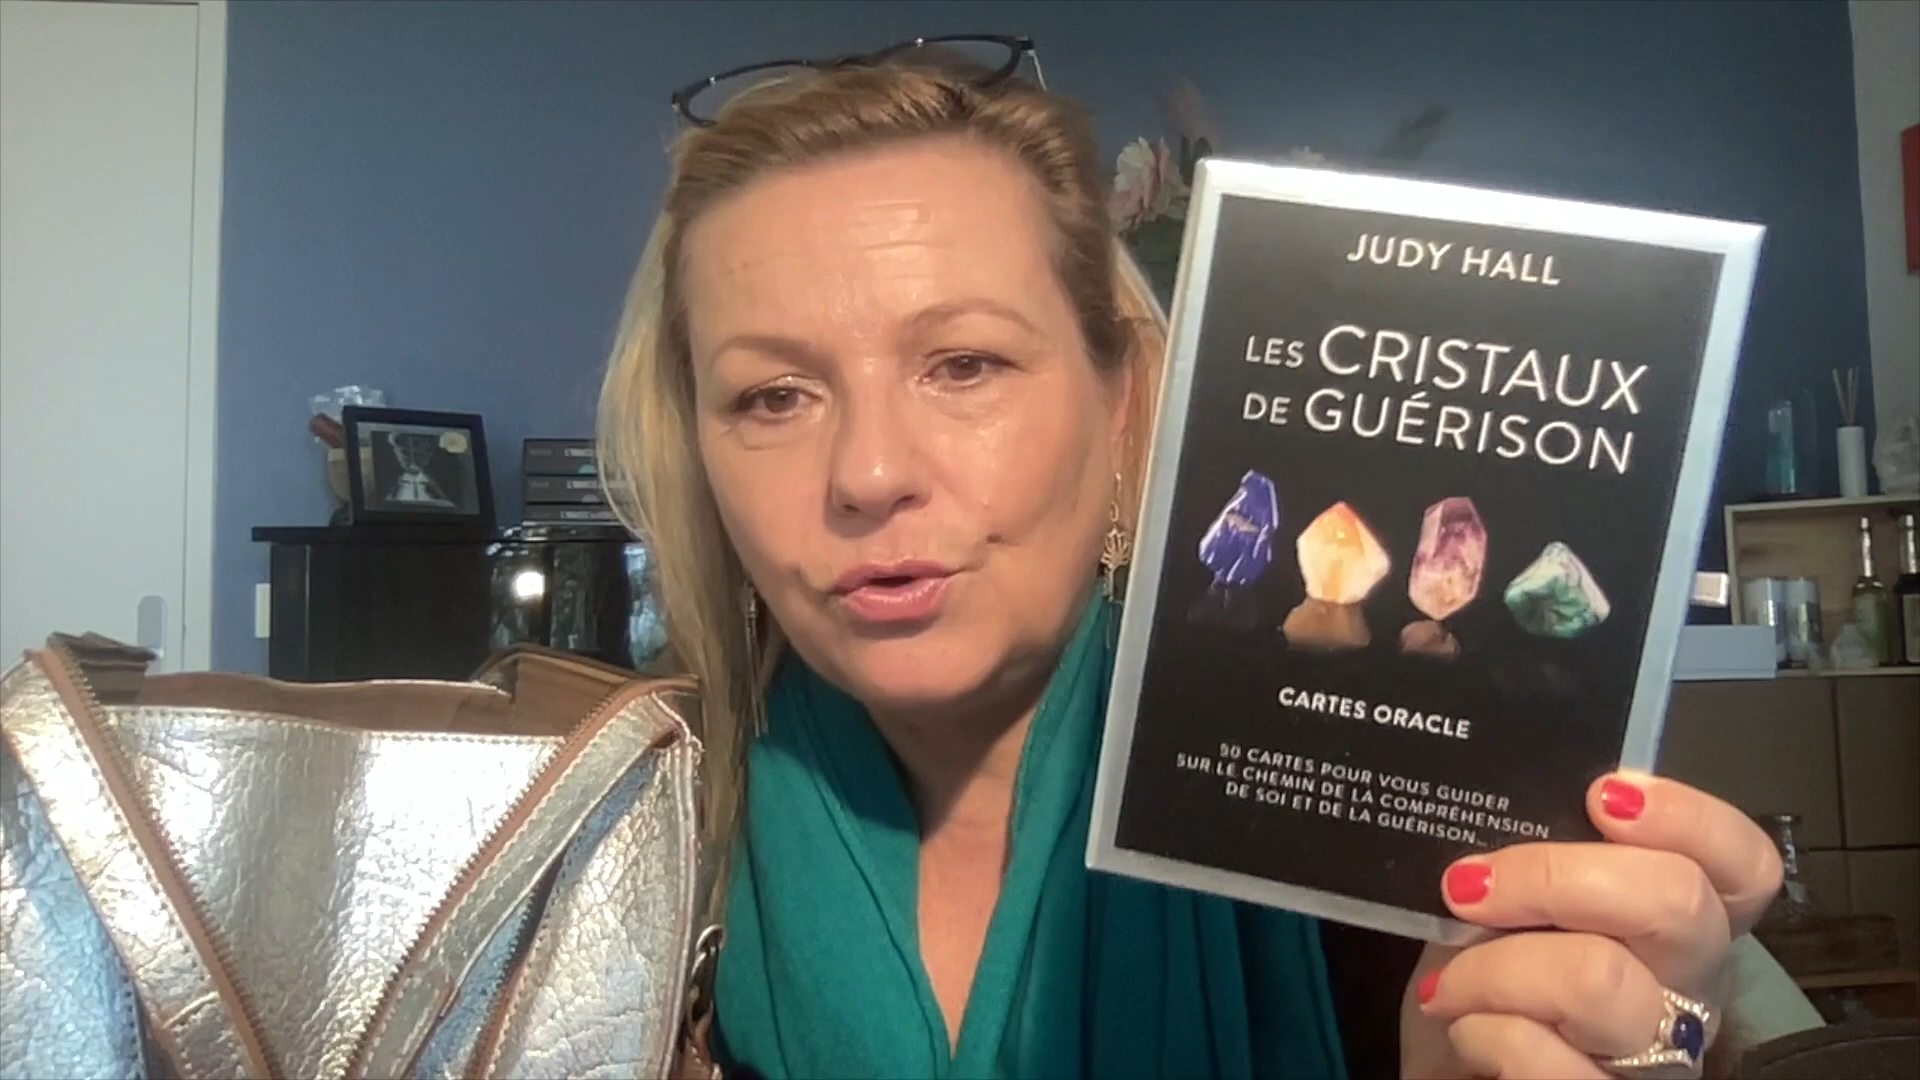 JUDY HALL
LES CRISTAUX
DE GUÉRISON
CARTES ORACLE
50 CARTES POUR VOUS GUIDER
SUR LE CHEMIN DE LA COMPRÉHENSION
DE SOI ET DE LA GUÉRISON...